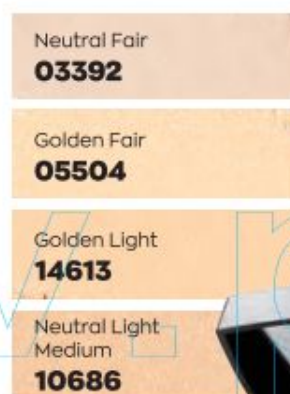 Neutral Fair
03392
Golden Fair
05504
Golden Light
14613
Neutral Light
Medium
10686